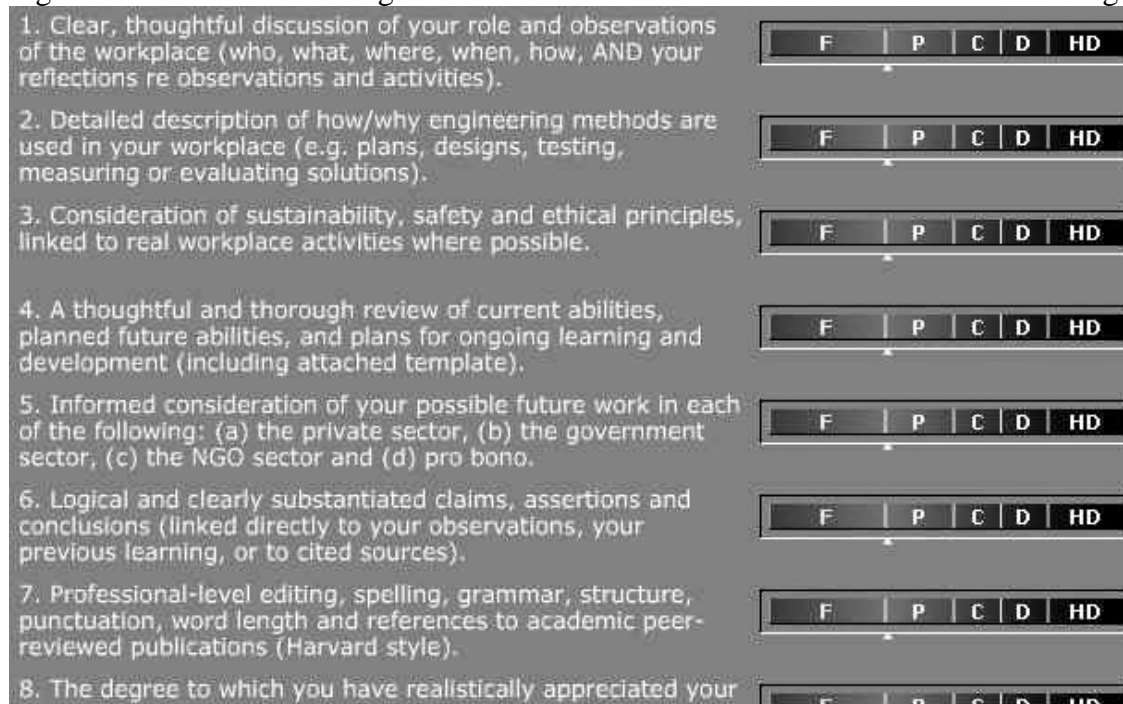 1. Clear, thoughtful discussion of your role and observations
of the workplace (who, what, where, when, how, AND your
reflections re observations and activities).
F P C D HD
2. Detailed description of how/why engineering methods are
used in your workplace (e.g. plans, designs, testing,
measuring or evaluating solutions).
F P C D HD
3. Consideration of sustainability, safety and ethical principles,
linked to real workplace activities where possible.
F P C D HD
4. A thoughtful and thorough review of current abilities,
planned future abilities, and plans for ongoing learning and
development (including attached template).
F P C D HD
5. Informed consideration of your possible future work in each
of the following: (a) the private sector, (b) the government
sector, (c) the NGO sector and (d) pro bono.
F P C D HD
6. Logical and clearly substantiated claims, assertions and
conclusions (linked directly to your observations, your
previous learning, or to cited sources).
F P C D HD
7. Professional-level editing, spelling, grammar, structure,
punctuation, word length and references to academic peer-
reviewed publications (Harvard style).
F P C D HD
8. The degree to which you have realistically appreciated your
F P C D HD